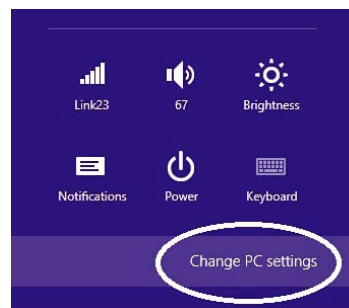 Link23
67
Brightness
Notifications
Power
Keyboard
Change PC settings